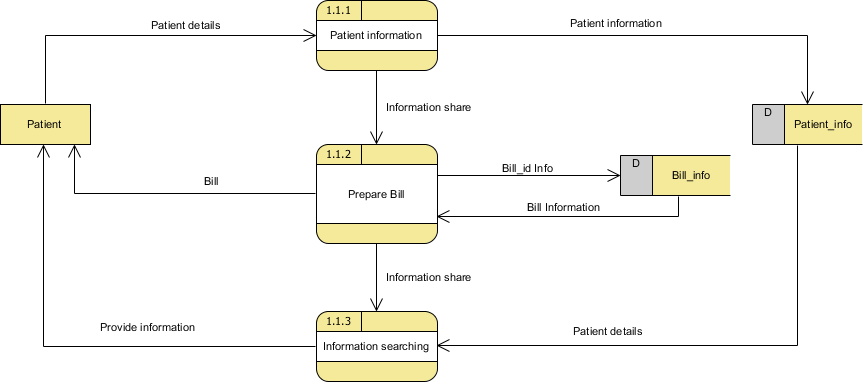 1.1.1
Patient details
Patient information
Patient information
Information share
D
Patient_info
Patient
1.1.2
D
Bill_id Info
Bill_info
Bill
Prepare Bill
Bill Information
Information share
1.1.3
Provide information
Patient details
Information searching